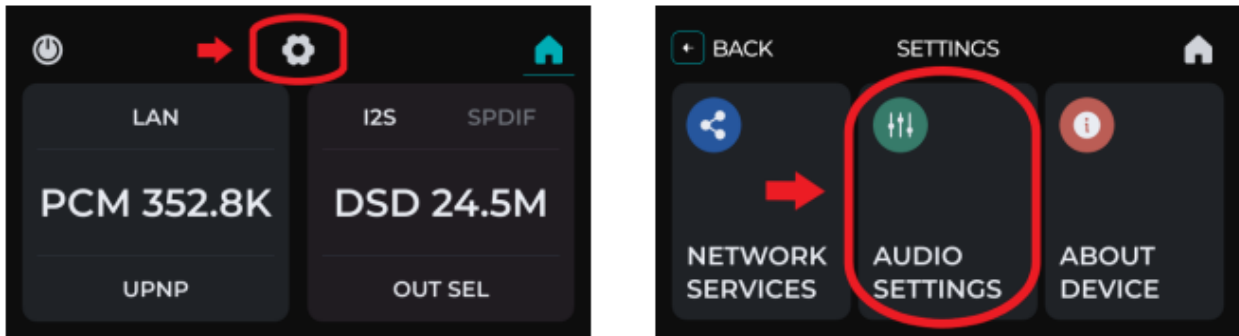 LAN
PCM 352.8K
UPNP
I2S SPDIF
DSD 24.5M
OUT SEL
BACK SETTINGS
NETWORK
SERVICES
AUDIO
SETTINGS
ABOUT
DEVICE